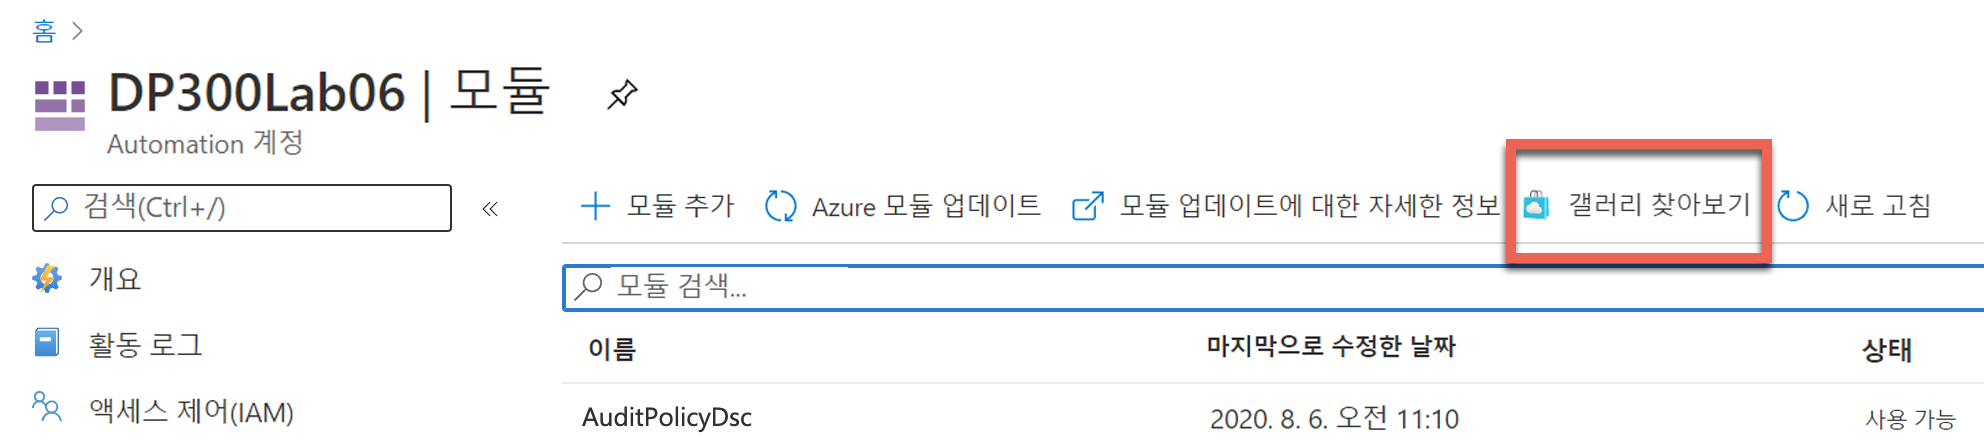 홈 >
DP300Lab06 | 모듈
Automation 계정
검색(Ctrl+/)
«
모듈 추가 Azure 모듈 업데이트 모듈 업데이트에 대한 자세한 정보 갤러리 찾아보기 새로 고침
개요
활동 로그
액세스 제어(IAM)
모듈 검색...
이름 마지막으로 수정한 날짜 상태
AuditPolicyDsc 2020. 8. 6. 오전 11:10 사용 가능